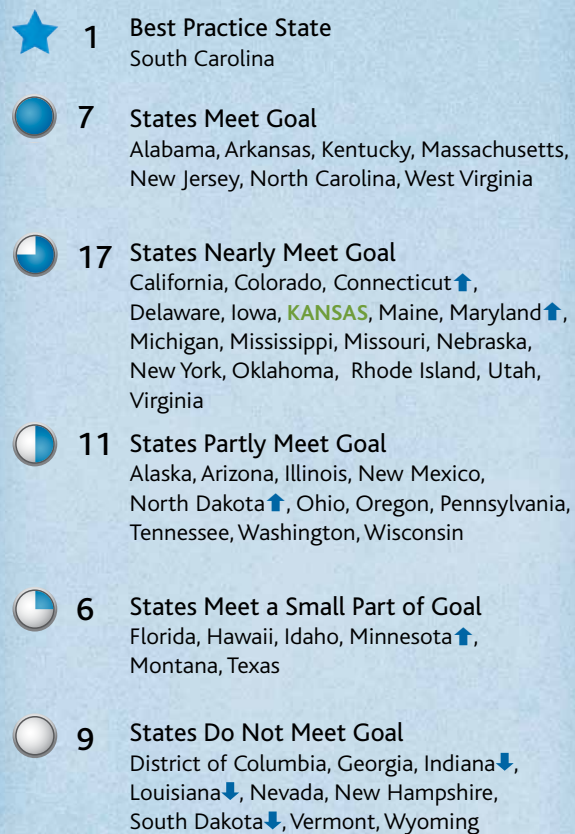 1 Best Practice State
South Carolina
7 States Meet Goal
Alabama, Arkansas, Kentucky, Massachusetts,
New Jersey, North Carolina, West Virginia
17 States Nearly Meet Goal
California, Colorado, Connecticut⬆,
Delaware, Iowa, KANSAS, Maine, Maryland⬆,
Michigan, Mississippi, Missouri, Nebraska,
New York, Oklahoma, Rhode Island, Utah,
Virginia
11 States Partly Meet Goal
Alaska, Arizona, Illinois, New Mexico,
North Dakota⬆, Ohio, Oregon, Pennsylvania,
Tennessee, Washington, Wisconsin
6 States Meet a Small Part of Goal
Florida, Hawaii, Idaho, Minnesota⬆,
Montana, Texas
9 States Do Not Meet Goal
District of Columbia, Georgia, Indiana⬇,
Louisiana⬇, Nevada, New Hampshire,
South Dakota⬇, Vermont, Wyoming